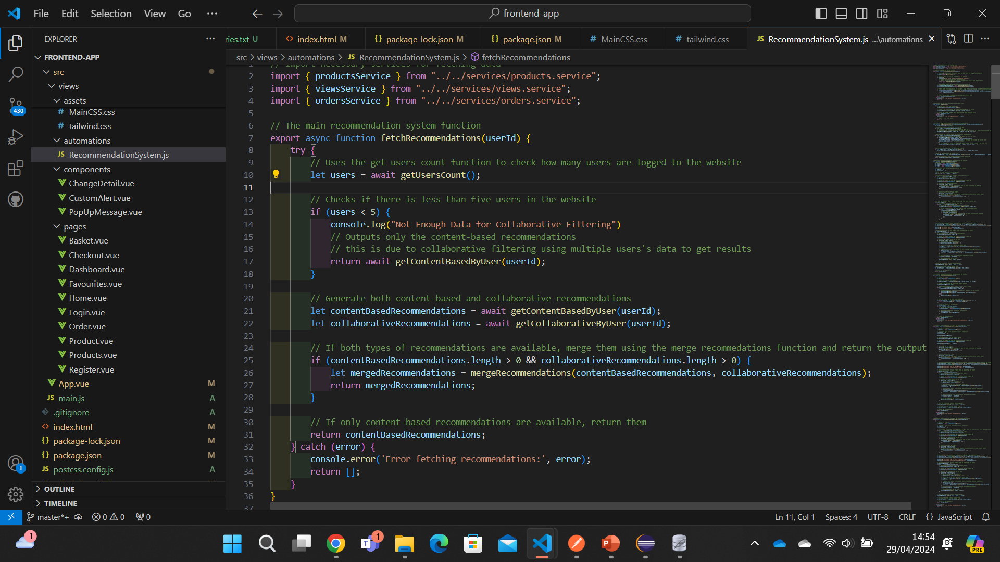 File Edit Selection View Go ··· frontend-app
EXPLORER ···
ries.txt U
index.html M
package-lock.json M
package.json M
MainCSS.css
tailwind.css
RecommendationSystem.js ...\automations
FRONTEND-APP
src
views
assets
MainCSS.css
tailwind.css
automations
RecommendationSystem.js
components
ChangeDetail.vue
CustomAlert.vue
PopUpMessage.vue
pages
Basket.vue
Checkout.vue
Dashboard.vue
Favourites.vue
Home.vue
Login.vue
Order.vue
Product.vue
Products.vue
Register.vue
App.vue M
main.js A
.gitignore A
index.html M
package-lock.json M
package.json M
postcss.config.js A
OUTLINE
TIMELINE
430
1
src > views > automations > JS RecommendationSystem.js > fetchRecommendations
1 // Import necessary services for fetching data
2 import { productsService } from "../../services/products.service";
3 import { viewsService } from "../../services/views.service";
4 import { ordersService } from "../../services/orders.service";
5
6 // The main recommendation system function
7 export async function fetchRecommendations(userId) {
8 try {
9 // Uses the get users count function to check how many users are logged to the website
10 let users = await getUsersCount();
11
12 // Checks if there is less than five users in the website
13 if (users < 5) {
14 console.log("Not Enough Data for Collaborative Filtering")
15 // Outputs only the content-based recommendations
16 // this is due to collaborative filtering using multiple users's data to get results
17 return await getContentBasedByUser(userId);
18 }
19
20 // Generate both content-based and collaborative recommendations
21 let contentBasedRecommendations = await getContentBasedByUser(userId);
22 let collaborativeRecommendations = await getCollaborativeByUser(userId);
23
24 // If both types of recommendations are available, merge them using the merge recommedations function and return the output
25 if (contentBasedRecommendations.length > 0 && collaborativeRecommendations.length > 0) {
26 let mergedRecommendations = mergeRecommendations(contentBasedRecommendations, collaborativeRecommendations);
27 return mergedRecommendations;
28 }
29
30 // If only content-based recommendations are available, return them
31 return contentBasedRecommendations;
32 } catch (error) {
33 console.error('Error fetching recommendations:', error);
34 return [];
35 }
36 }
37
master*+ 0 0 0
Ln 11, Col 1 Spaces: 4 UTF-8 CRLF {} JavaScript
1
1
14:54
29/04/2024
PRE